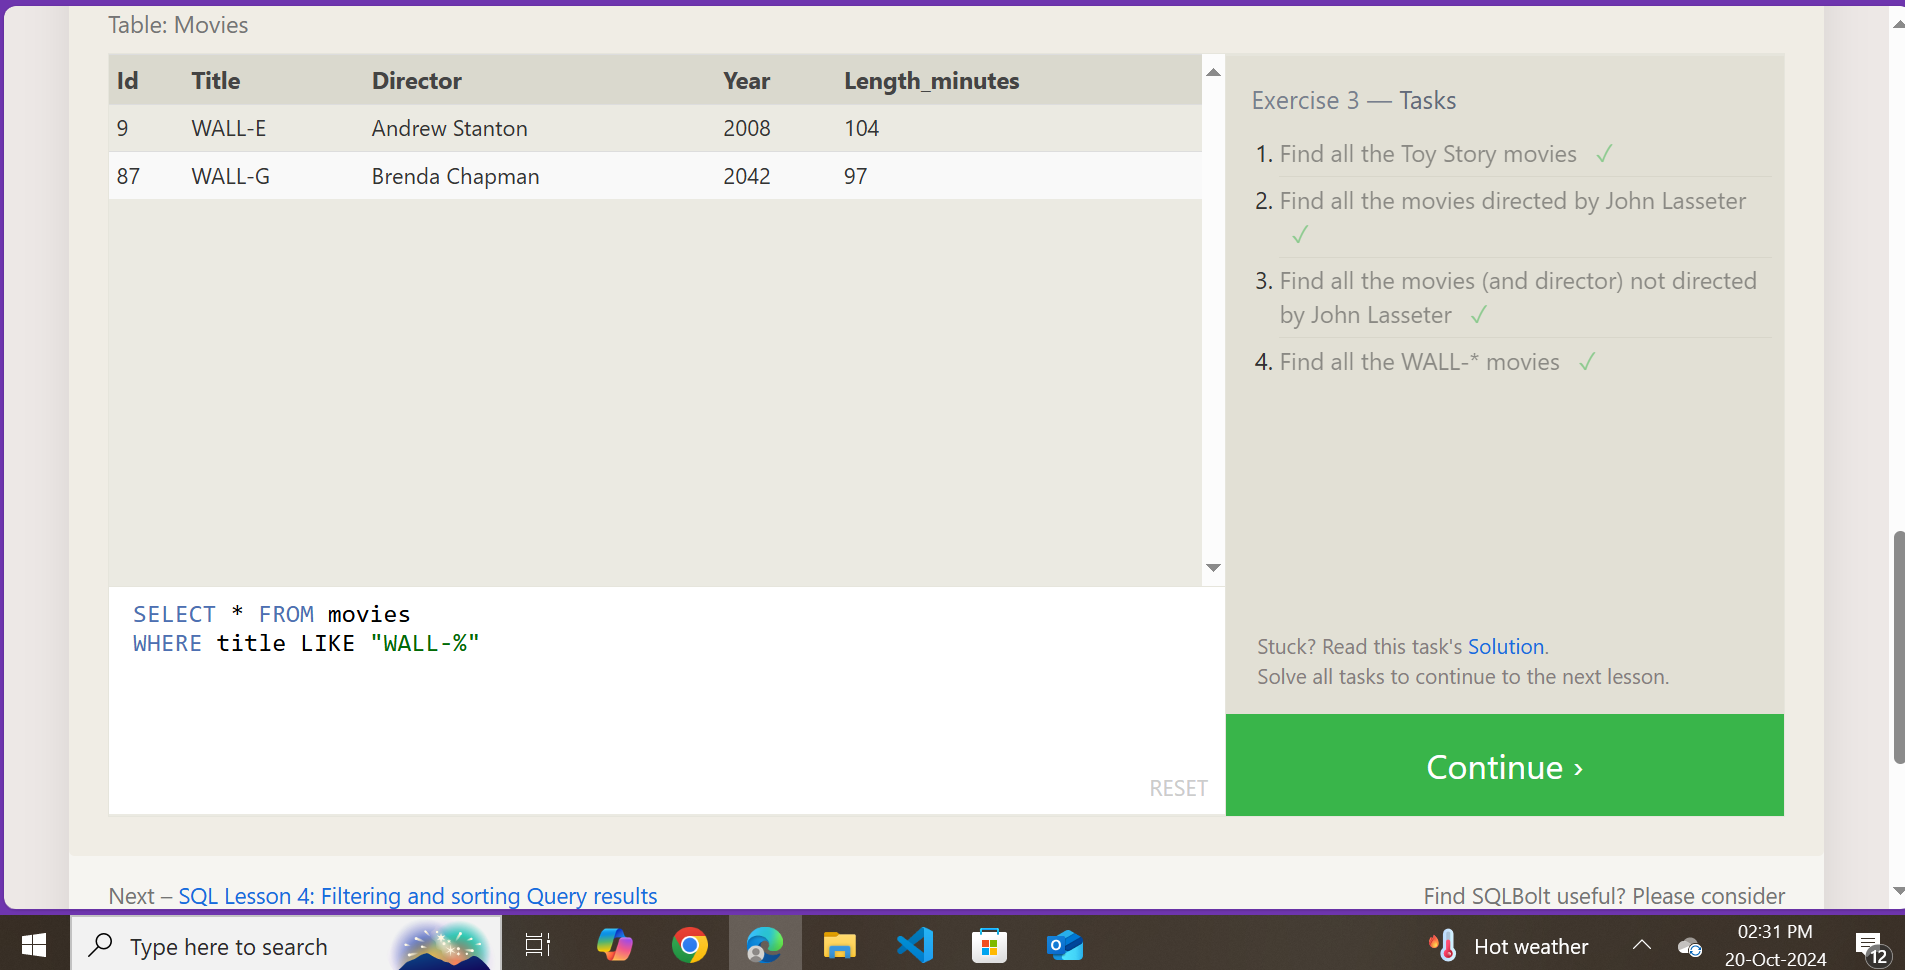 Table: Movies
Id Title Director Year Length_minutes
9 WALL-E Andrew Stanton 2008 104
87 WALL-G Brenda Chapman 2042 97
Exercise 3 — Tasks
1. Find all the Toy Story movies ✓
2. Find all the movies directed by John Lasseter
✓
3. Find all the movies (and director) not directed
by John Lasseter ✓
4. Find all the WALL-* movies ✓
SELECT * FROM movies
WHERE title LIKE "WALL-%"
RESET
Stuck? Read this task's Solution.
Solve all tasks to continue to the next lesson.
Continue ›
Next – SQL Lesson 4: Filtering and sorting Query results
Find SQLBolt useful? Please consider
Type here to search
Hot weather
02:31 PM
20-Oct-2024
12